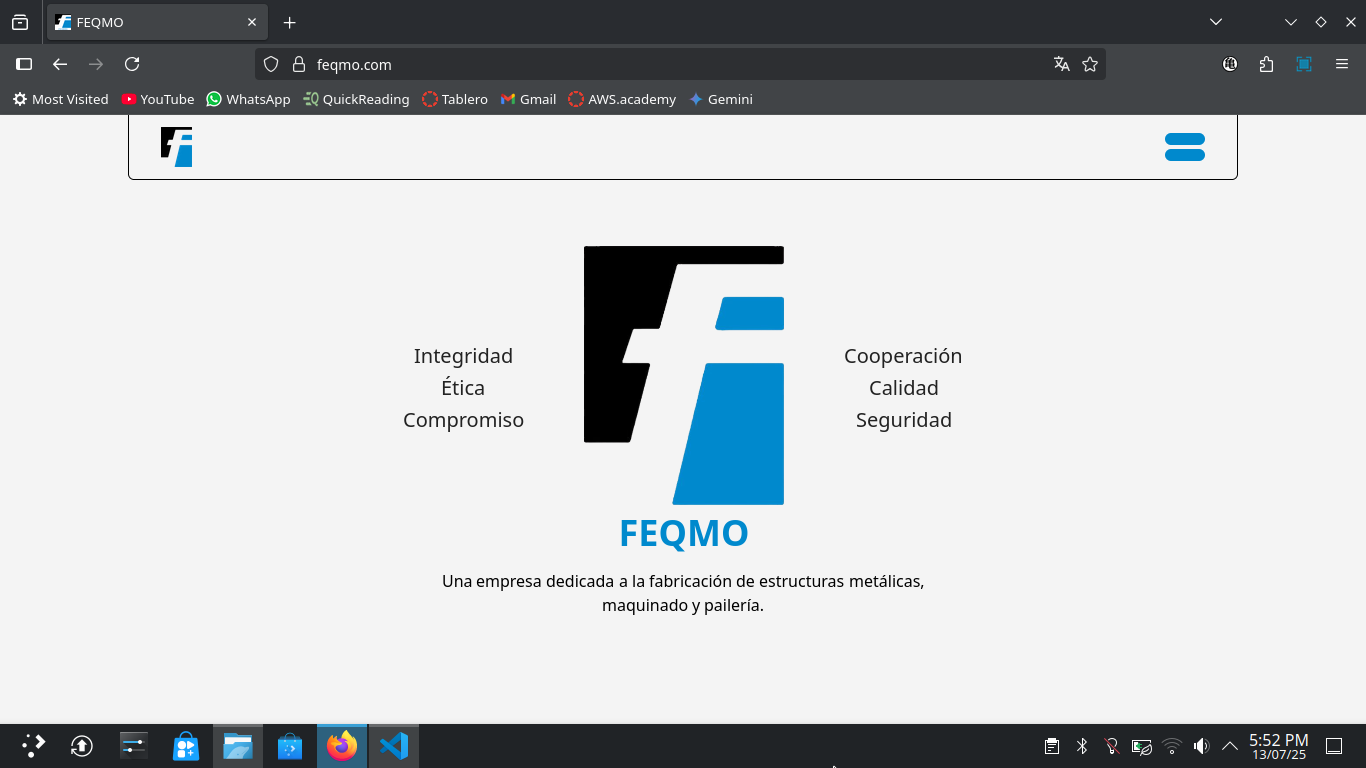 FEQMO
feqmo.com
Most Visited YouTube WhatsApp QuickReading Tablero Gmail AWS.academy Gemini
Integridad
Ética
Compromiso
Cooperación
Calidad
Seguridad
FEQMO
Una empresa dedicada a la fabricación de estructuras metálicas,
maquinado y pailería.
5:52 PM
13/07/25